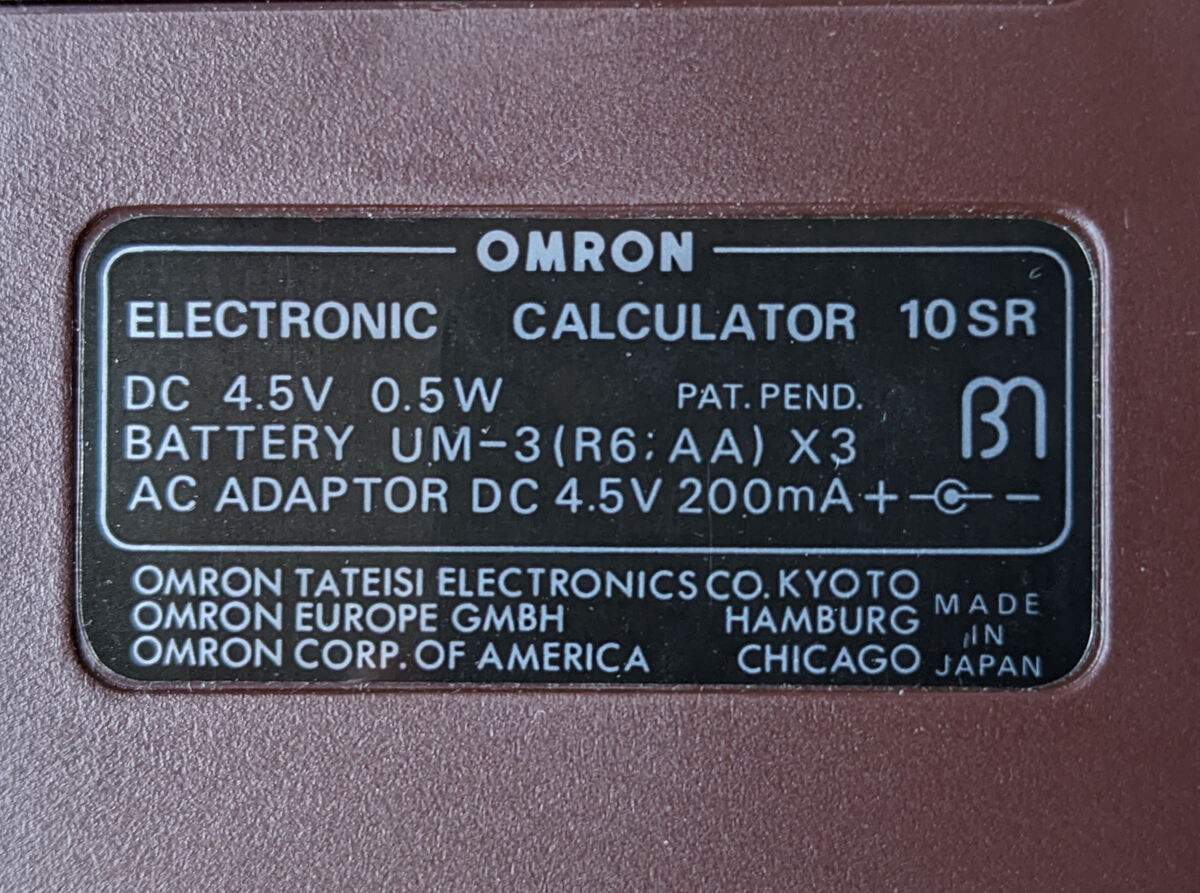 OMRON
ELECTRONIC CALCULATOR 10SR
DC 4.5V 0.5W PAT. PEND.
BATTERY UM-3 (R6: AA) X3
AC ADAPTOR DC 4.5V 200mA + -
OMRON TATEISI ELECTRONICS CO. KYOTO
OMRON EUROPE GMBH HAMBURG
OMRON CORP. OF AMERICA CHICAGO
MADE
IN
JAPAN